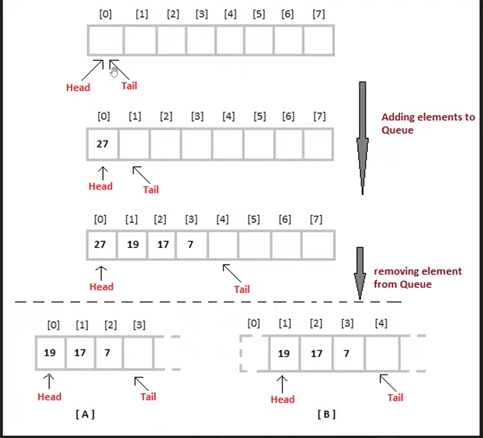 [0] [1] [2] [3] [4] [5] [6] [7]
Head Tail
Adding elements to
Queue
[0] [1] [2] [3] [4] [5] [6] [7]
27
Head Tail
[0] [1] [2] [3] [4] [5] [6] [7]
27 19 17 7
Head Tail
removing element
from Queue
[0] [1] [2] [3]
19 17 7
Head Tail
[ A ]
[0] [1] [2] [3] [4]
19 17 7
Head Tail
[ B ]